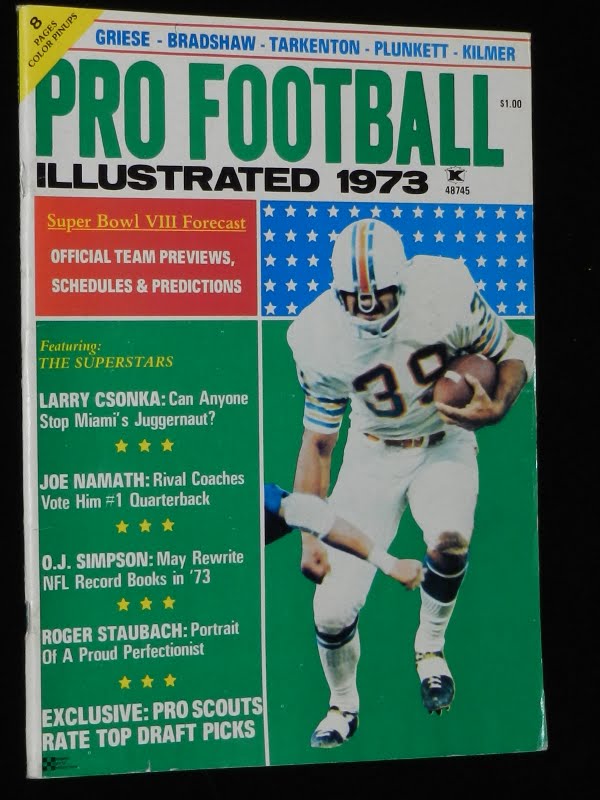 8
PAGES
COLOR PINUPS
GRIESE - BRADSHAW - TARKENTON - PLUNKETT - KILMER
PRO FOOTBALL
$1.00
ILLUSTRATED 1973
K
48745
Super Bowl VIII Forecast
OFFICIAL TEAM PREVIEWS,
SCHEDULES & PREDICTIONS
Featuring:
THE SUPERSTARS
LARRY CSONKA: Can Anyone
Stop Miami's Juggernaut?
JOE NAMATH: Rival Coaches
Vote Him #1 Quarterback
O.J. SIMPSON: May Rewrite
NFL Record Books in '73
ROGER STAUBACH: Portrait
Of A Proud Perfectionist
EXCLUSIVE: PRO SCOUTS
RATE TOP DRAFT PICKS
39
39